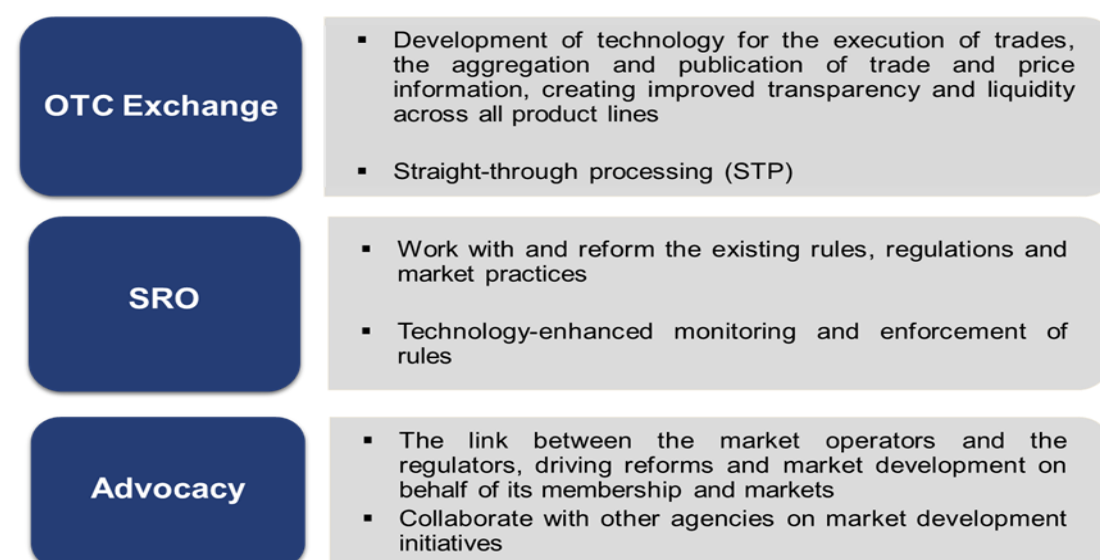 OTC Exchange
▪ Development of technology for the execution of trades,
the aggregation and publication of trade and price
information, creating improved transparency and liquidity
across all product lines
▪ Straight-through processing (STP)
SRO
▪ Work with and reform the existing rules, regulations and
market practices
▪ Technology-enhanced monitoring and enforcement of
rules
Advocacy
▪ The link between the market operators and the
regulators, driving reforms and market development on
behalf of its membership and markets
▪ Collaborate with other agencies on market development
initiatives